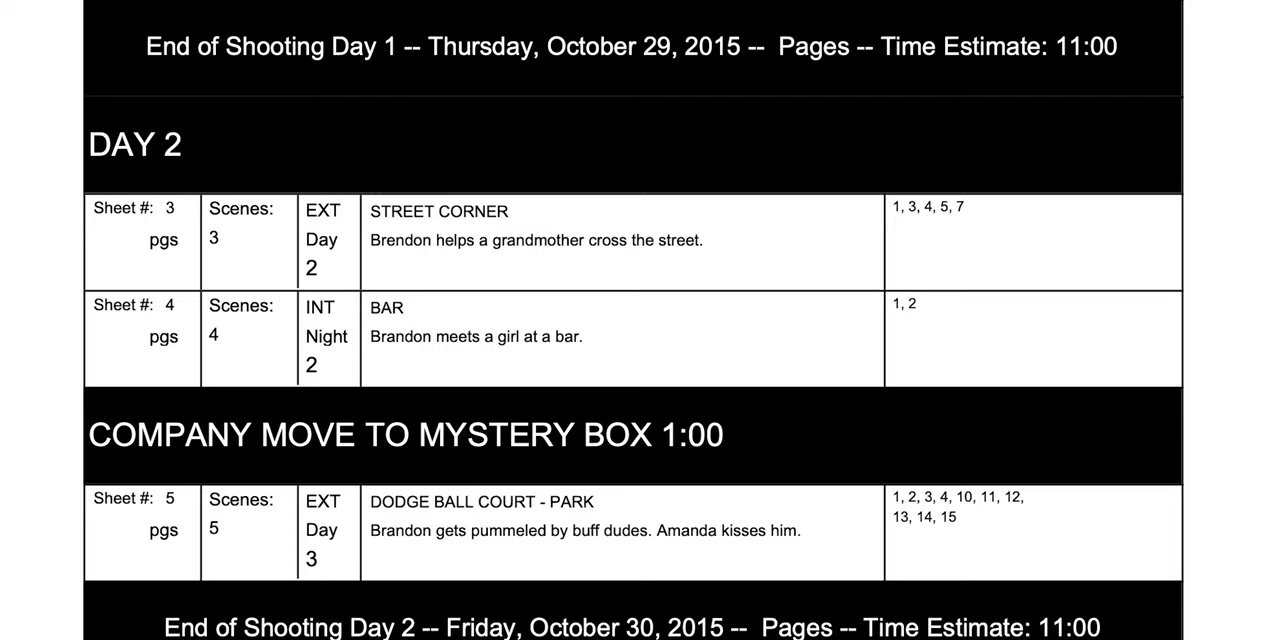 End of Shooting Day 1 -- Thursday, October 29, 2015 --  Pages -- Time Estimate: 11:00
DAY 2
Sheet #: 3
pgs
Scenes:
3
EXT
Day
2
STREET CORNER
Brendon helps a grandmother cross the street.
1, 3, 4, 5, 7
Sheet #: 4
pgs
Scenes:
4
INT
Night
2
BAR
Brandon meets a girl at a bar.
1, 2
COMPANY MOVE TO MYSTERY BOX 1:00
Sheet #: 5
pgs
Scenes:
5
EXT
Day
3
DODGE BALL COURT - PARK
Brandon gets pummeled by buff dudes. Amanda kisses him.
1, 2, 3, 4, 10, 11, 12,
13, 14, 15
End of Shooting Day 2 -- Friday, October 30, 2015 --  Pages -- Time Estimate: 11:00